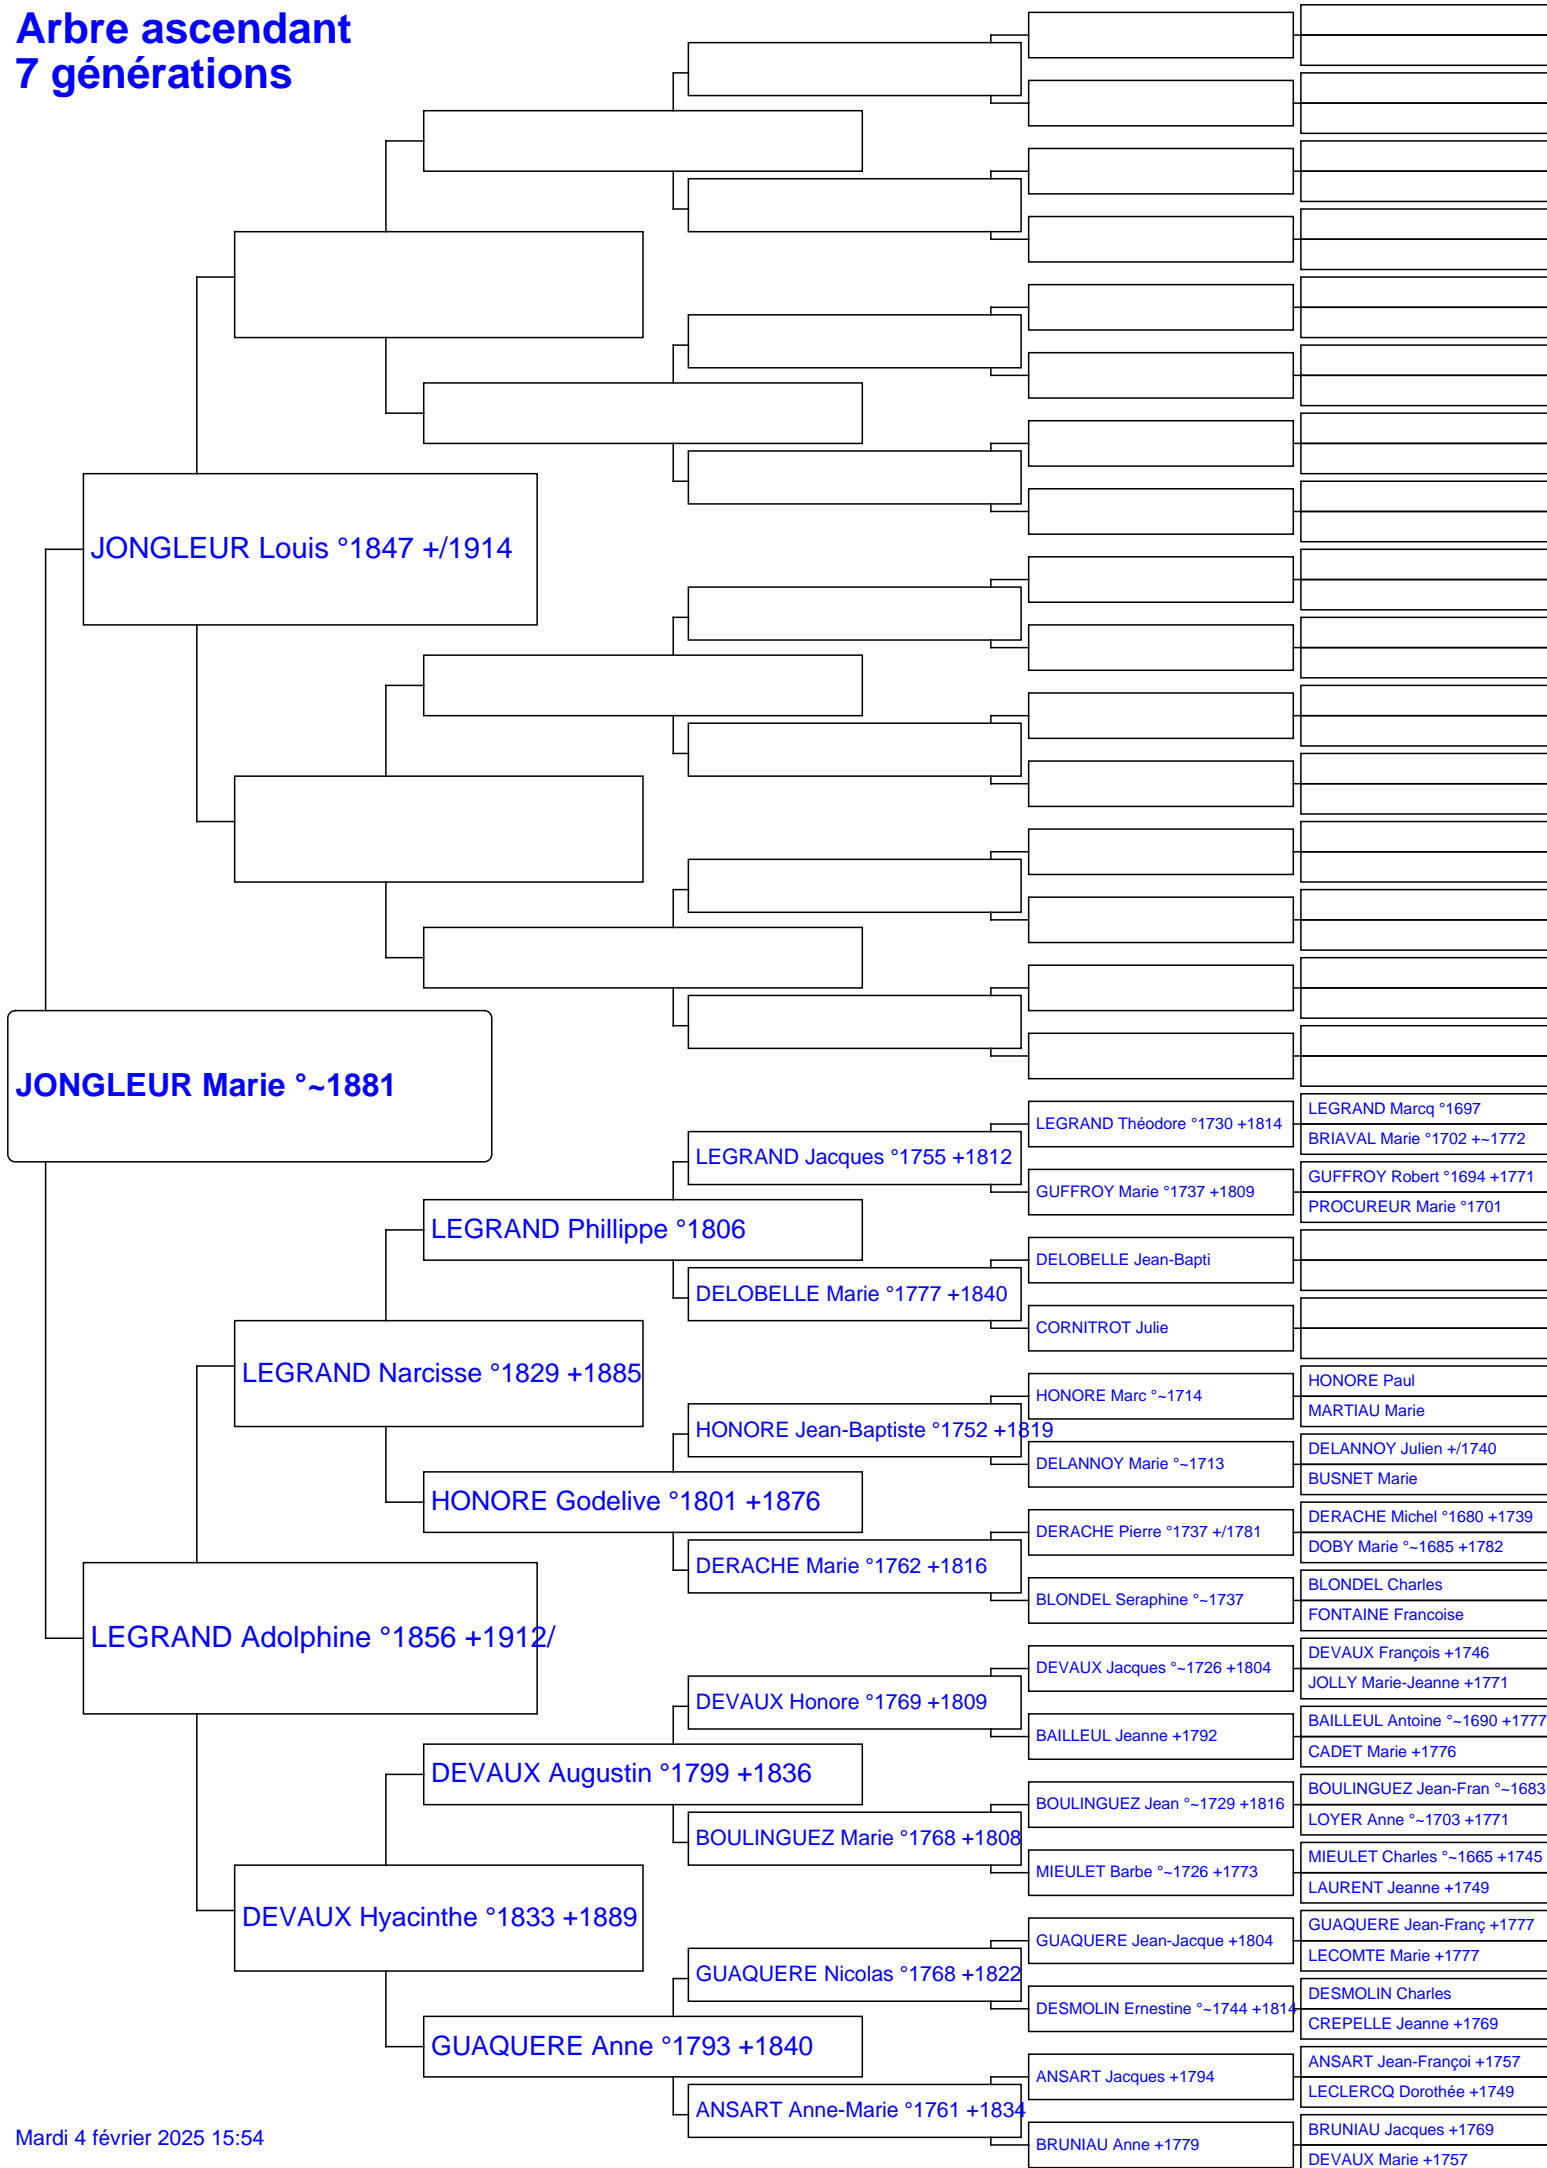 Arbre ascendant
7 générations
JONGLEUR Louis °1847 +/1914
JONGLEUR Marie °~1881
LEGRAND Marcq °1697
LEGRAND Théodore °1730 +1814
BRIAVAL Marie °1702 +~1772
LEGRAND Jacques °1755 +1812
GUFFROY Robert °1694 +1771
GUFFROY Marie °1737 +1809
PROCUREUR Marie °1701
LEGRAND Phillippe °1806
DELOBELLE Jean-Bapti
DELOBELLE Marie °1777 +1840
CORNITROT Julie
LEGRAND Narcisse °1829 +1885
HONORE Paul
HONORE Marc °~1714
MARTIAU Marie
HONORE Jean-Baptiste °1752 +1819
DELANNOY Julien +/1740
DELANNOY Marie °~1713
BUSNET Marie
HONORE Godelive °1801 +1876
DERACHE Michel °1680 +1739
DERACHE Pierre °1737 +/1781
DOBY Marie °~1685 +1782
DERACHE Marie °1762 +1816
BLONDEL Charles
BLONDEL Seraphine °~1737
FONTAINE Francoise
LEGRAND Adolphine °1856 +1912/
DEVAUX François +1746
DEVAUX Jacques °~1726 +1804
JOLLY Marie-Jeanne +1771
DEVAUX Honore °1769 +1809
BAILLEUL Antoine °~1690 +1777
BAILLEUL Jeanne +1792
CADET Marie +1776
DEVAUX Augustin °1799 +1836
BOULINGUEZ Jean-Fran °~1683
BOULINGUEZ Jean °~1729 +1816
LOYER Anne °~1703 +1771
BOULINGUEZ Marie °1768 +1808
MIEULET Charles °~1665 +1745
MIEULET Barbe °~1726 +1773
LAURENT Jeanne +1749
DEVAUX Hyacinthe °1833 +1889
GUAQUERE Jean-Franç +1777
GUAQUERE Jean-Jacque +1804
LECOMTE Marie +1777
GUAQUERE Nicolas °1768 +1822
DESMOLIN Charles
DESMOLIN Ernestine °~1744 +1814
CREPELLE Jeanne +1769
GUAQUERE Anne °1793 +1840
ANSART Jean-Françoi +1757
ANSART Jacques +1794
LECLERCQ Dorothée +1749
ANSART Anne-Marie °1761 +1834
BRUNIAU Jacques +1769
BRUNIAU Anne +1779
DEVAUX Marie +1757
Mardi 4 février 2025 15:54